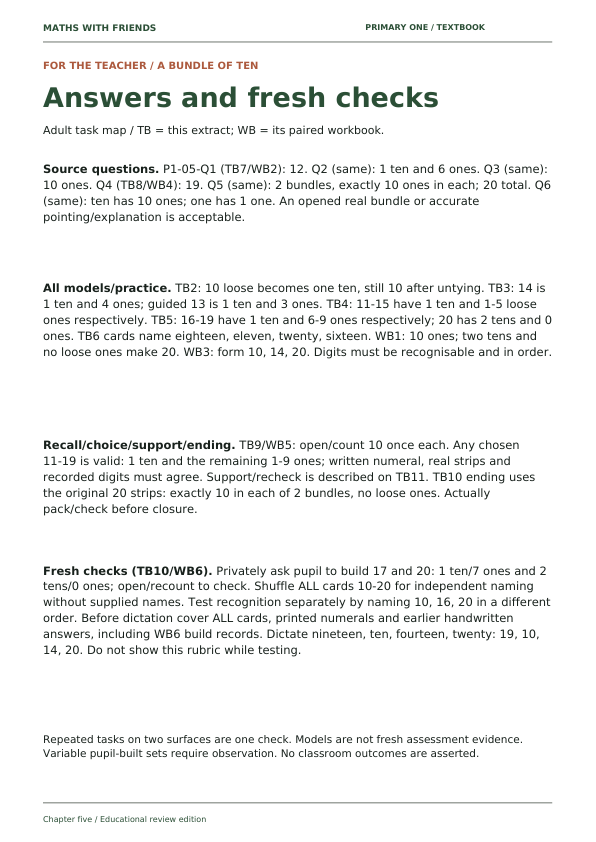 MATHS WITH FRIENDS
PRIMARY ONE / TEXTBOOK
FOR THE TEACHER / A BUNDLE OF TEN
Answers and fresh checks
Adult task map / TB = this extract; WB = its paired workbook.
Source questions. P1-05-Q1 (TB7/WB2): 12. Q2 (same): 1 ten and 6 ones. Q3 (same):
10 ones. Q4 (TB8/WB4): 19. Q5 (same): 2 bundles, exactly 10 ones in each; 20 total. Q6
(same): ten has 10 ones; one has 1 one. An opened real bundle or accurate
pointing/explanation is acceptable.
All models/practice. TB2: 10 loose becomes one ten, still 10 after untying. TB3: 14 is
1 ten and 4 ones; guided 13 is 1 ten and 3 ones. TB4: 11-15 have 1 ten and 1-5 loose
ones respectively. TB5: 16-19 have 1 ten and 6-9 ones respectively; 20 has 2 tens and 0
ones. TB6 cards name eighteen, eleven, twenty, sixteen. WB1: 10 ones; two tens and
no loose ones make 20. WB3: form 10, 14, 20. Digits must be recognisable and in order.
Recall/choice/support/ending. TB9/WB5: open/count 10 once each. Any chosen
11-19 is valid: 1 ten and the remaining 1-9 ones; written numeral, real strips and
recorded digits must agree. Support/recheck is described on TB11. TB10 ending uses
the original 20 strips: exactly 10 in each of 2 bundles, no loose ones. Actually
pack/check before closure.
Fresh checks (TB10/WB6). Privately ask pupil to build 17 and 20: 1 ten/7 ones and 2
tens/0 ones; open/recount to check. Shuffle ALL cards 10-20 for independent naming
without supplied names. Test recognition separately by naming 10, 16, 20 in a different
order. Before dictation cover ALL cards, printed numerals and earlier handwritten
answers, including WB6 build records. Dictate nineteen, ten, fourteen, twenty: 19, 10,
14, 20. Do not show this rubric while testing.
Repeated tasks on two surfaces are one check. Models are not fresh assessment evidence.
Variable pupil-built sets require observation. No classroom outcomes are asserted.
Chapter five / Educational review edition